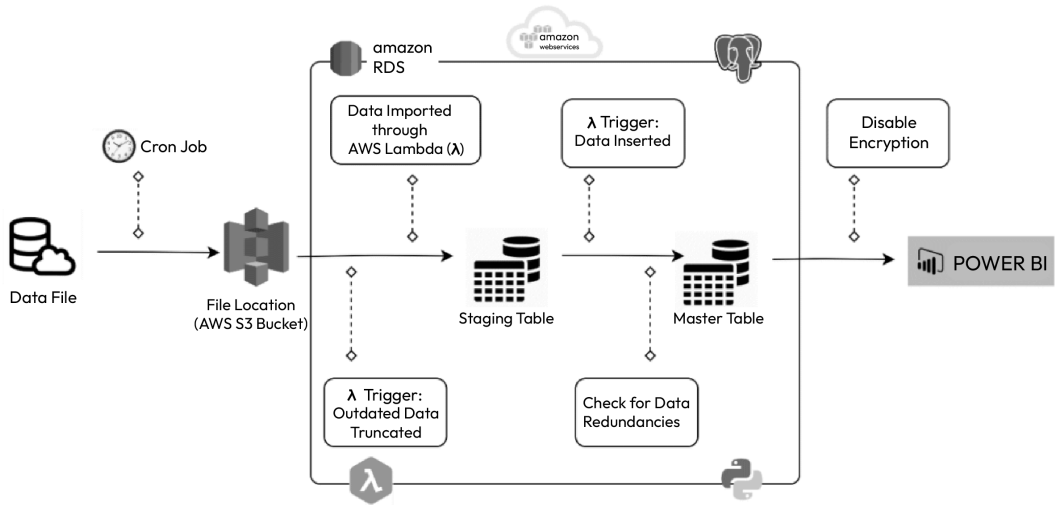 amazon
webservices
amazon
RDS
Data Imported
through
AWS Lambda (λ)
λ Trigger:
Data Inserted
Disable
Encryption
Cron Job
Data File
File Location
(AWS S3 Bucket)
Staging Table
Master Table
POWER BI
λ Trigger:
Outdated Data
Truncated
Check for Data
Redundancies
λ